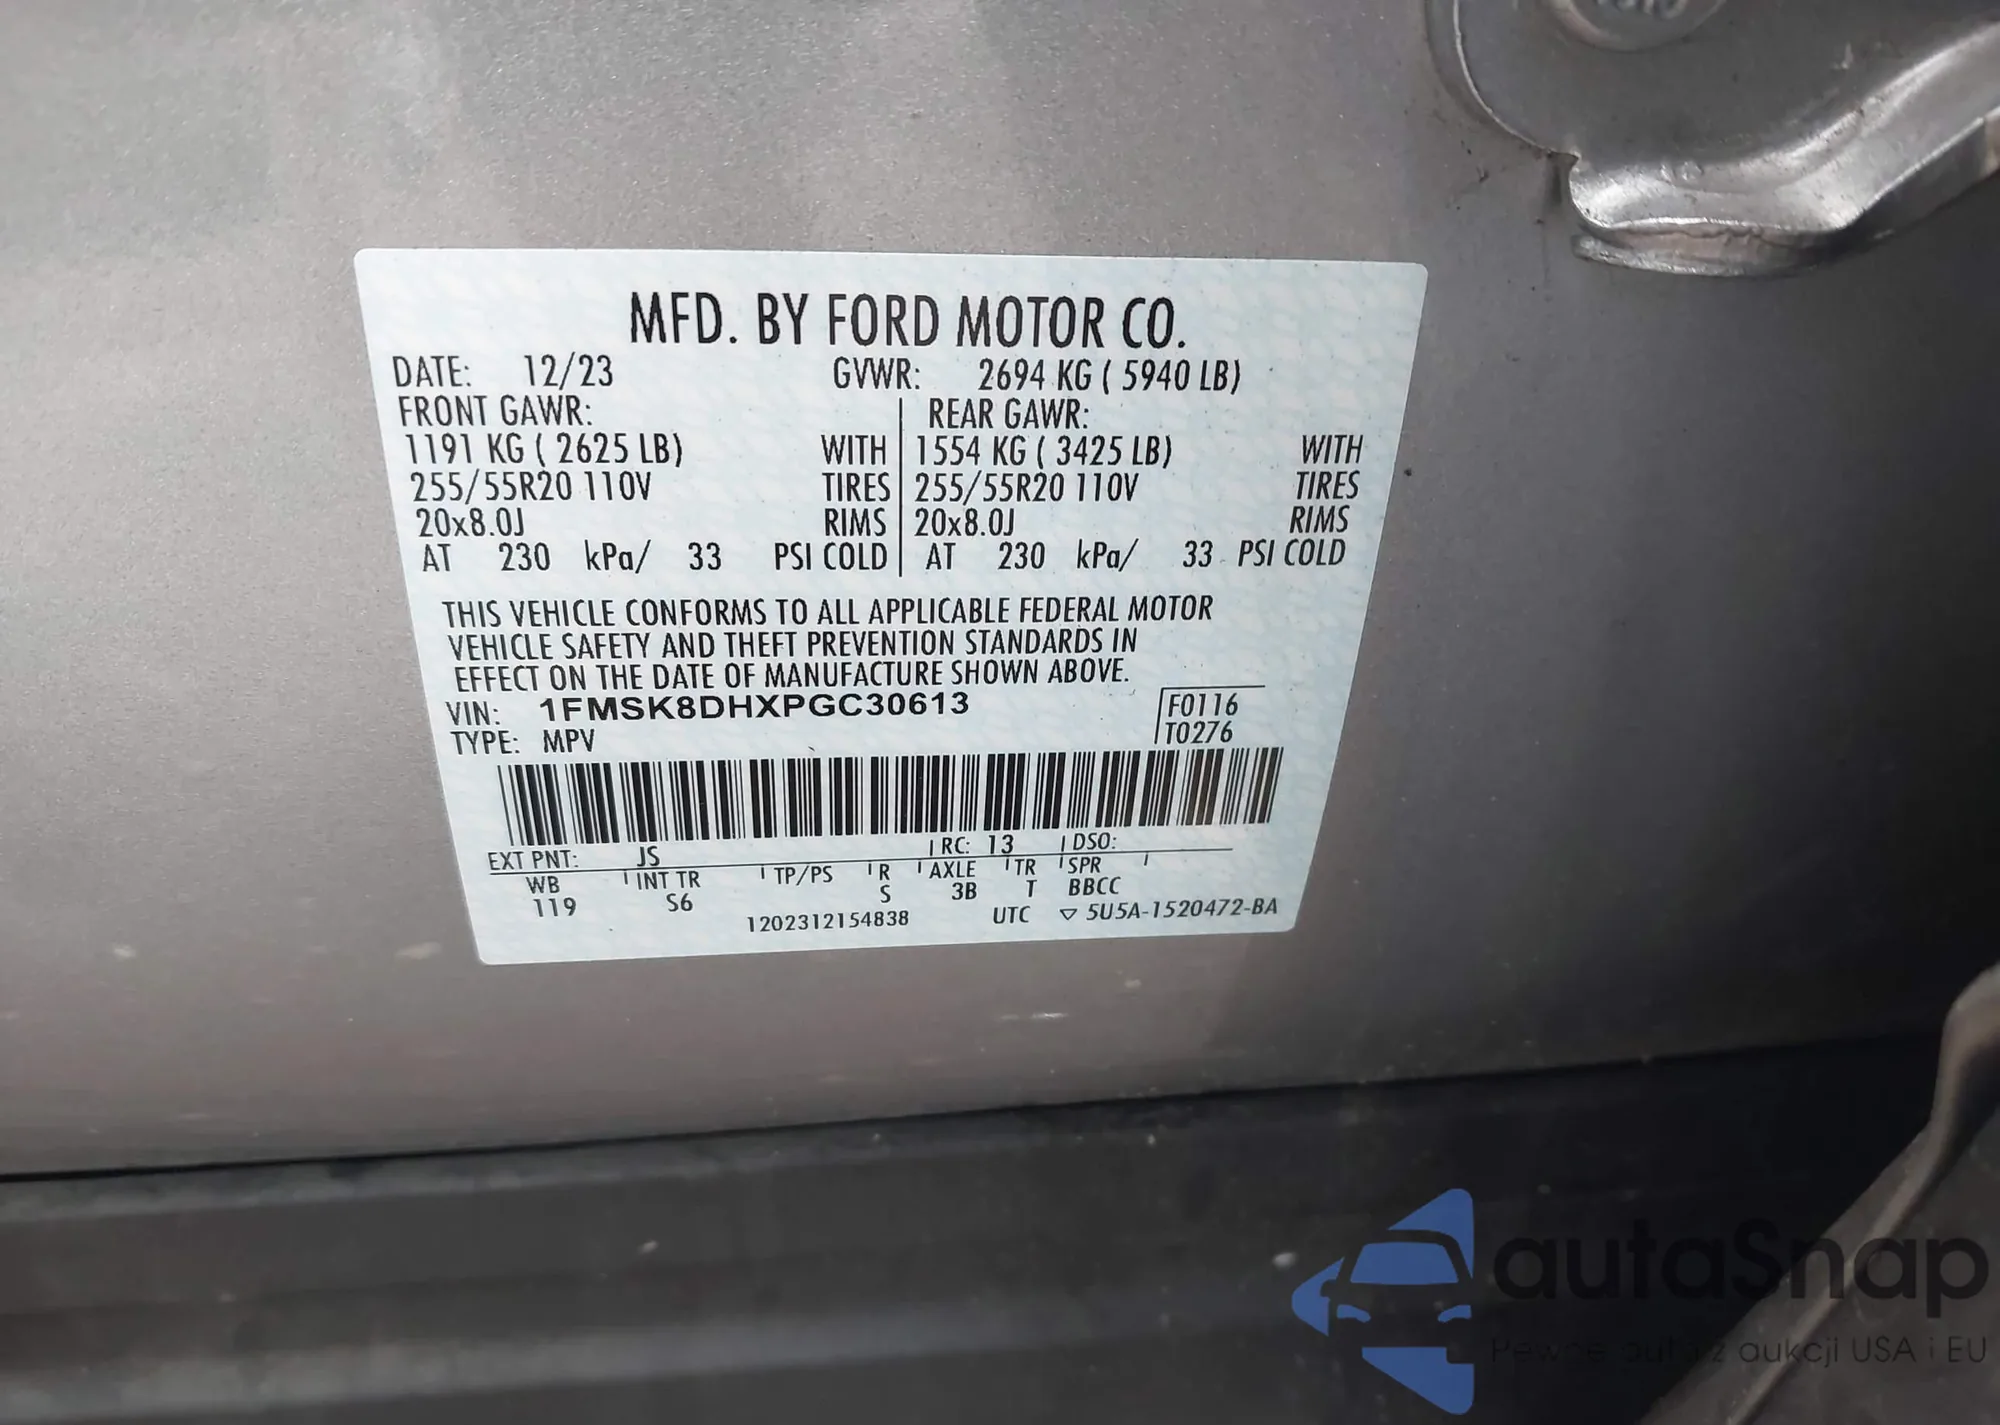 MFD. BY FORD MOTOR CO.
DATE: 12/23 GVWR: 2694 KG ( 5940 LB)
FRONT GAWR: REAR GAWR:
1191 KG ( 2625 LB) WITH 1554 KG ( 3425 LB) WITH
255/55R20 110V TIRES 255/55R20 110V TIRES
20x8.0J RIMS 20x8.0J RIMS
AT 230 kPa/ 33 PSI COLD AT 230 kPa/ 33 PSI COLD
THIS VEHICLE CONFORMS TO ALL APPLICABLE FEDERAL MOTOR
VEHICLE SAFETY AND THEFT PREVENTION STANDARDS IN
EFFECT ON THE DATE OF MANUFACTURE SHOWN ABOVE.
VIN: 1FMSK8DHXPGC30613 F0116
TYPE: MPV T0276
EXT PNT: JS RC: 13 DSO:
WB INT TR TP/PS R AXLE TR SPR
119 S6 S 3B T BBCC
1202312154838 UTC ▽ 5U5A-1520472-BA
autaSnap
Pewne auta z aukcji USA i EU